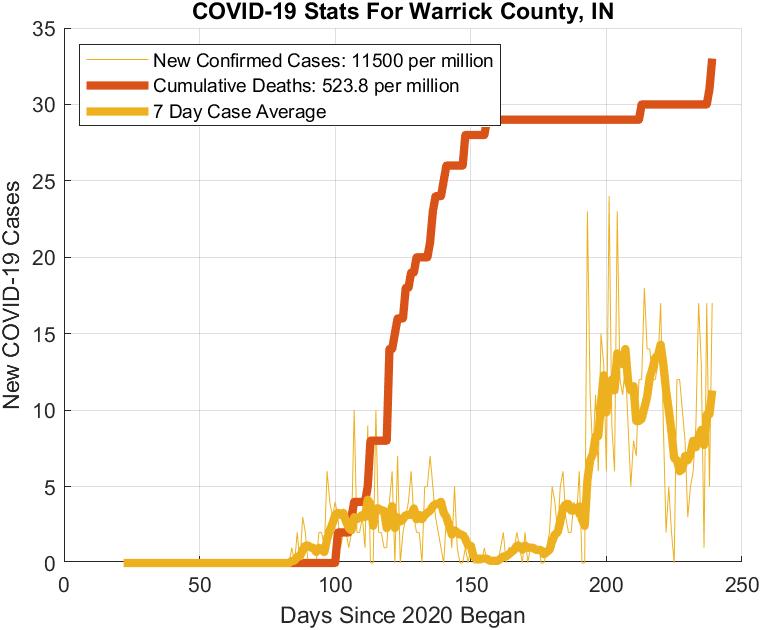 COVID-19 Stats For Warrick County, IN
New Confirmed Cases: 11500 per million
Cumulative Deaths: 523.8 per million
7 Day Case Average
New COVID-19 Cases
35
30
25
20
15
10
5
0
0 50 100 150 200 250
Days Since 2020 Began